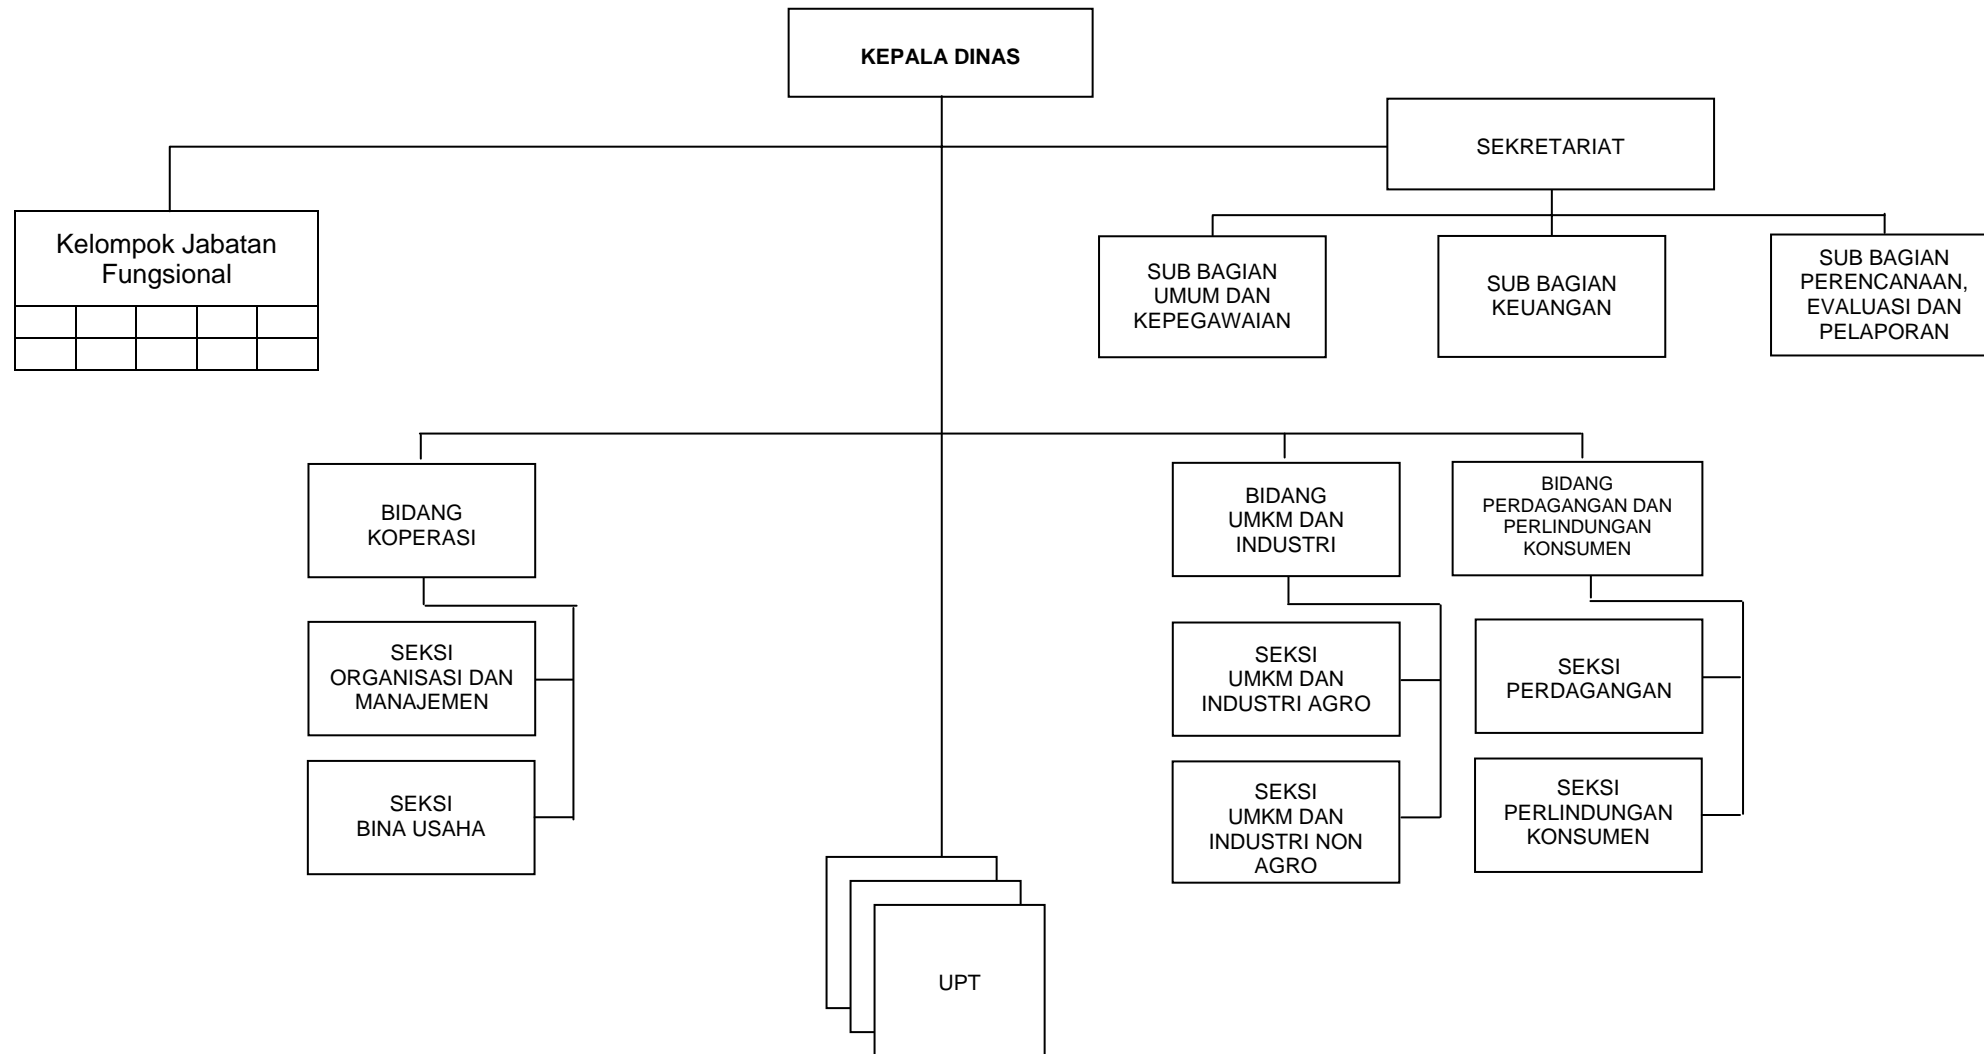 KEPALA DINAS
SEKRETARIAT
Kelompok Jabatan
Fungsional
SUB BAGIAN
UMUM DAN
KEPEGAWAIAN
SUB BAGIAN
KEUANGAN
SUB BAGIAN
PERENCANAAN,
EVALUASI DAN
PELAPORAN
BIDANG
KOPERASI
BIDANG
UMKM DAN
INDUSTRI
BIDANG
PERDAGANGAN DAN
PERLINDUNGAN
KONSUMEN
SEKSI
ORGANISASI DAN
MANAJEMEN
SEKSI
UMKM DAN
INDUSTRI AGRO
SEKSI
PERDAGANGAN
SEKSI
BINA USAHA
SEKSI
UMKM DAN
INDUSTRI NON
AGRO
SEKSI
PERLINDUNGAN
KONSUMEN
UPT